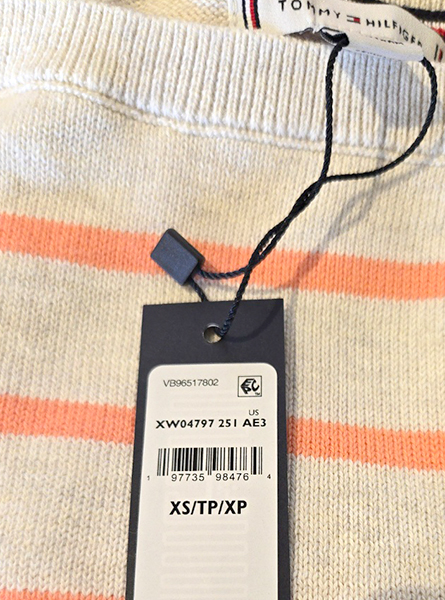 TOMMY HILFIGER
VB96517802
US
XW04797 251 AE3
1 97735 98476 4
XS/TP/XP